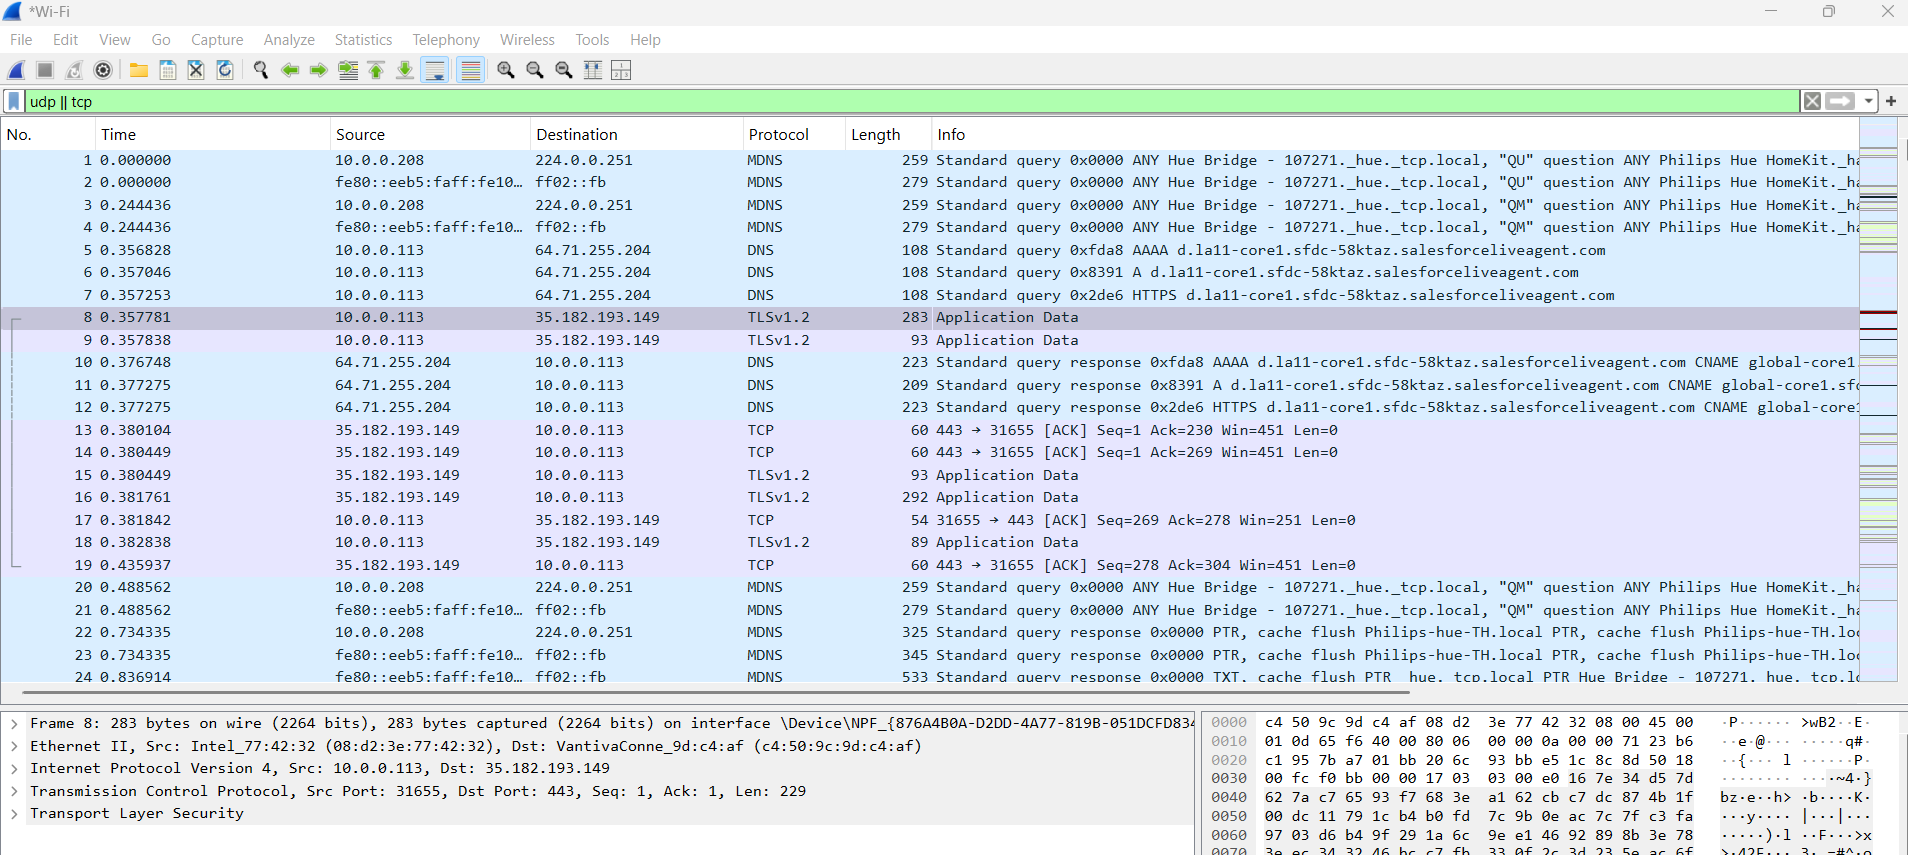 *Wi-Fi
File Edit View Go Capture Analyze Statistics Telephony Wireless Tools Help
udp || tcp
No. Time Source Destination Protocol Length Info
1 0.000000 10.0.0.208 224.0.0.251 MDNS 259 Standard query 0x0000 ANY Hue Bridge - 107271._hue._tcp.local, "QU" question ANY Philips Hue HomeKit._ha
2 0.000000 fe80::eeb5:faff:fe10… ff02::fb MDNS 279 Standard query 0x0000 ANY Hue Bridge - 107271._hue._tcp.local, "QU" question ANY Philips Hue HomeKit._ha
3 0.244436 10.0.0.208 224.0.0.251 MDNS 259 Standard query 0x0000 ANY Hue Bridge - 107271._hue._tcp.local, "QM" question ANY Philips Hue HomeKit._ha
4 0.244436 fe80::eeb5:faff:fe10… ff02::fb MDNS 279 Standard query 0x0000 ANY Hue Bridge - 107271._hue._tcp.local, "QM" question ANY Philips Hue HomeKit._ha
5 0.356828 10.0.0.113 64.71.255.204 DNS 108 Standard query 0xfda8 AAAA d.la11-core1.sfdc-58ktaz.salesforceliveagent.com
6 0.357046 10.0.0.113 64.71.255.204 DNS 108 Standard query 0x8391 A d.la11-core1.sfdc-58ktaz.salesforceliveagent.com
7 0.357253 10.0.0.113 64.71.255.204 DNS 108 Standard query 0x2de6 HTTPS d.la11-core1.sfdc-58ktaz.salesforceliveagent.com
8 0.357781 10.0.0.113 35.182.193.149 TLSv1.2 283 Application Data
9 0.357838 10.0.0.113 35.182.193.149 TLSv1.2 93 Application Data
10 0.376748 64.71.255.204 10.0.0.113 DNS 223 Standard query response 0xfda8 AAAA d.la11-core1.sfdc-58ktaz.salesforceliveagent.com CNAME global-core1.
11 0.377275 64.71.255.204 10.0.0.113 DNS 209 Standard query response 0x8391 A d.la11-core1.sfdc-58ktaz.salesforceliveagent.com CNAME global-core1.sfd
12 0.377275 64.71.255.204 10.0.0.113 DNS 223 Standard query response 0x2de6 HTTPS d.la11-core1.sfdc-58ktaz.salesforceliveagent.com CNAME global-core1
13 0.380104 35.182.193.149 10.0.0.113 TCP 60 443 → 31655 [ACK] Seq=1 Ack=230 Win=451 Len=0
14 0.380449 35.182.193.149 10.0.0.113 TCP 60 443 → 31655 [ACK] Seq=1 Ack=269 Win=451 Len=0
15 0.380449 35.182.193.149 10.0.0.113 TLSv1.2 93 Application Data
16 0.381761 35.182.193.149 10.0.0.113 TLSv1.2 292 Application Data
17 0.381842 10.0.0.113 35.182.193.149 TCP 54 31655 → 443 [ACK] Seq=269 Ack=278 Win=251 Len=0
18 0.382838 10.0.0.113 35.182.193.149 TLSv1.2 89 Application Data
19 0.435937 35.182.193.149 10.0.0.113 TCP 60 443 → 31655 [ACK] Seq=278 Ack=304 Win=451 Len=0
20 0.488562 10.0.0.208 224.0.0.251 MDNS 259 Standard query 0x0000 ANY Hue Bridge - 107271._hue._tcp.local, "QM" question ANY Philips Hue HomeKit._ha
21 0.488562 fe80::eeb5:faff:fe10… ff02::fb MDNS 279 Standard query 0x0000 ANY Hue Bridge - 107271._hue._tcp.local, "QM" question ANY Philips Hue HomeKit._ha
22 0.734335 10.0.0.208 224.0.0.251 MDNS 325 Standard query response 0x0000 PTR, cache flush Philips-hue-TH.local PTR, cache flush Philips-hue-TH.loc
23 0.734335 fe80::eeb5:faff:fe10… ff02::fb MDNS 345 Standard query response 0x0000 PTR, cache flush Philips-hue-TH.local PTR, cache flush Philips-hue-TH.loc
24 0.836914 fe80::eeb5:faff:fe10… ff02::fb MDNS 533 Standard query response 0x0000 TXT, cache flush PTR _hue._tcp.local PTR Hue Bridge - 107271._hue._tcp.lo
Frame 8: 283 bytes on wire (2264 bits), 283 bytes captured (2264 bits) on interface \Device\NPF_{876A4B0A-D2DD-4A77-819B-051DCFD834
Ethernet II, Src: Intel_77:42:32 (08:d2:3e:77:42:32), Dst: VantivaConne_9d:c4:af (c4:50:9c:9d:c4:af)
Internet Protocol Version 4, Src: 10.0.0.113, Dst: 35.182.193.149
Transmission Control Protocol, Src Port: 31655, Dst Port: 443, Seq: 1, Ack: 1, Len: 229
Transport Layer Security
0000 c4 50 9c 9d c4 af 08 d2 3e 77 42 32 08 00 45 00 ·P······ >wB2··E·
0010 01 0d 65 f6 40 00 80 06 00 00 0a 00 00 71 23 b6 ··e·@··· ·····q#·
0020 c1 95 7b a7 01 bb 20 6c 93 bb e5 1c 8c 8d 50 18 ··{··· l ······P·
0030 00 fc f0 bb 00 00 17 03 03 00 e0 16 7e 34 d5 7d ········ ····~4·}
0040 62 7a c7 65 93 f7 68 3e a1 62 cb c7 dc 87 4b 1f bz·e··h> ·b····K·
0050 00 dc 11 79 1c b4 b0 fd 7c 9b 0e ac 7c 7f c3 fa ···y···· |···|···
0060 97 03 d6 b4 9f 29 1a 6c 9e e1 46 92 89 8b 3e 78 ·····)·l ··F···>x
0070 3e ec 34 32 46 bc c7 fb 33 0f 2c 3d 23 5e ac 6f